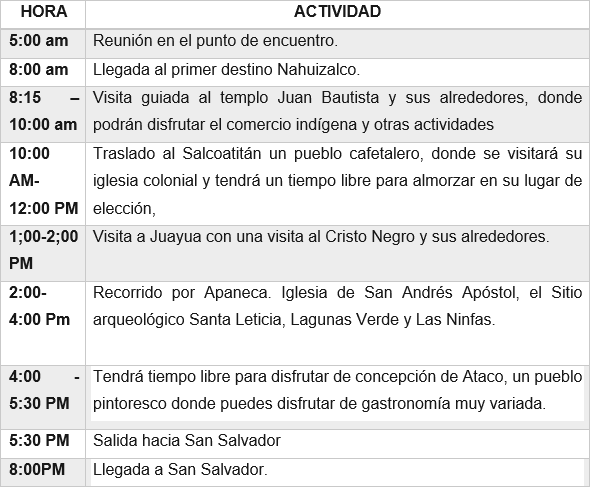 HORA ACTIVIDAD
5:00 am Reunión en el punto de encuentro.
8:00 am Llegada al primer destino Nahuizalco.
8:15 – Visita guiada al templo Juan Bautista y sus alrededores, donde
10:00 am podrán disfrutar el comercio indígena y otras actividades
10:00 Traslado al Salcoatitán un pueblo cafetalero, donde se visitará su
AM- iglesia colonial y tendrá un tiempo libre para almorzar en su lugar de
12:00 PM elección,
1;00-2;00 Visita a Juayua con una visita al Cristo Negro y sus alrededores.
PM
2:00- Recorrido por Apaneca. Iglesia de San Andrés Apóstol, el Sitio
4:00 Pm arqueológico Santa Leticia, Lagunas Verde y Las Ninfas.
4:00 - Tendrá tiempo libre para disfrutar de concepción de Ataco, un pueblo
5:30 PM pintoresco donde puedes disfrutar de gastronomía muy variada.
5:30 PM Salida hacia San Salvador
8:00PM Llegada a San Salvador.